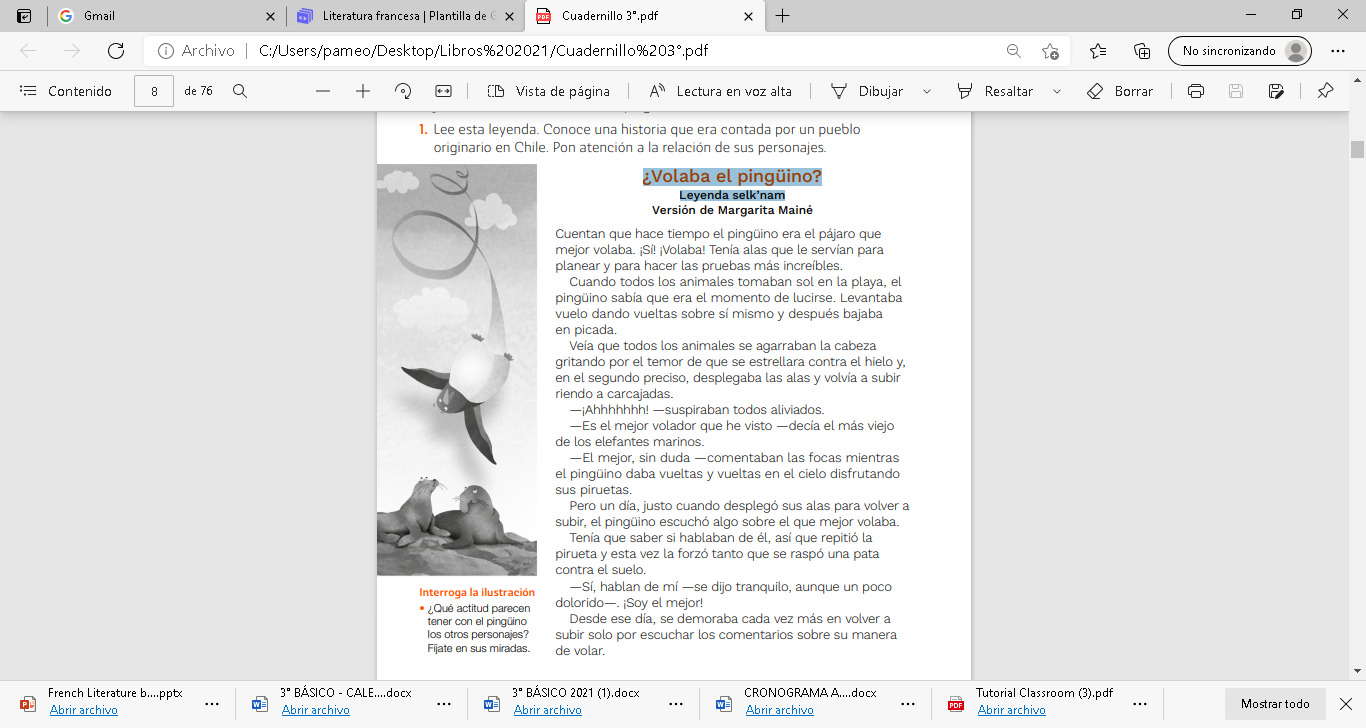 Gmail
Literatura francesa | Plantilla de G
Cuadernillo 3°.pdf
Archivo
C:/Users/pameo/Desktop/Libros%202021/Cuadernillo%203°.pdf
No sincronizando
Contenido
8
de 76
Vista de página
Lectura en voz alta
Dibujar
Resaltar
Borrar
1. Lee esta leyenda. Conoce una historia que era contada por un pueblo
originario en Chile. Pon atención a la relación de sus personajes.
¿Volaba el pingüino?
Leyenda selk’nam
Versión de Margarita Mainé
Cuentan que hace tiempo el pingüino era el pájaro que
mejor volaba. ¡Sí! ¡Volaba! Tenía alas que le servían para
planear y para hacer las pruebas más increíbles.
Cuando todos los animales tomaban sol en la playa, el
pingüino sabía que era el momento de lucirse. Levantaba
vuelo dando vueltas sobre sí mismo y después bajaba
en picada.
Veía que todos los animales se agarraban la cabeza
gritando por el temor de que se estrellara contra el hielo y,
en el segundo preciso, desplegaba las alas y volvía a subir
riendo a carcajadas.
—¡Ahhhhhhh! —suspiraban todos aliviados.
—Es el mejor volador que he visto —decía el más viejo
de los elefantes marinos.
—El mejor, sin duda —comentaban las focas mientras
el pingüino daba vueltas y vueltas en el cielo disfrutando
sus piruetas.
Pero un día, justo cuando desplegó sus alas para volver a
subir, el pingüino escuchó algo sobre el que mejor volaba.
Tenía que saber si hablaban de él, así que repitió la
pirueta y esta vez la forzó tanto que se raspó una pata
contra el suelo.
—Sí, hablan de mí —se dijo tranquilo, aunque un poco
dolorido—. ¡Soy el mejor!
Desde ese día, se demoraba cada vez más en volver a
subir solo por escuchar los comentarios sobre su manera
de volar.
Interroga la ilustración
• ¿Qué actitud parecen
tener con el pingüino
los otros personajes?
Fíjate en sus miradas.
French Literature b....pptx
Abrir archivo
3° BÁSICO - CALE....docx
Abrir archivo
3° BÁSICO 2021 (1).docx
Abrir archivo
CRONOGRAMA A....docx
Abrir archivo
Tutorial Classroom (3).pdf
Abrir archivo
Mostrar todo